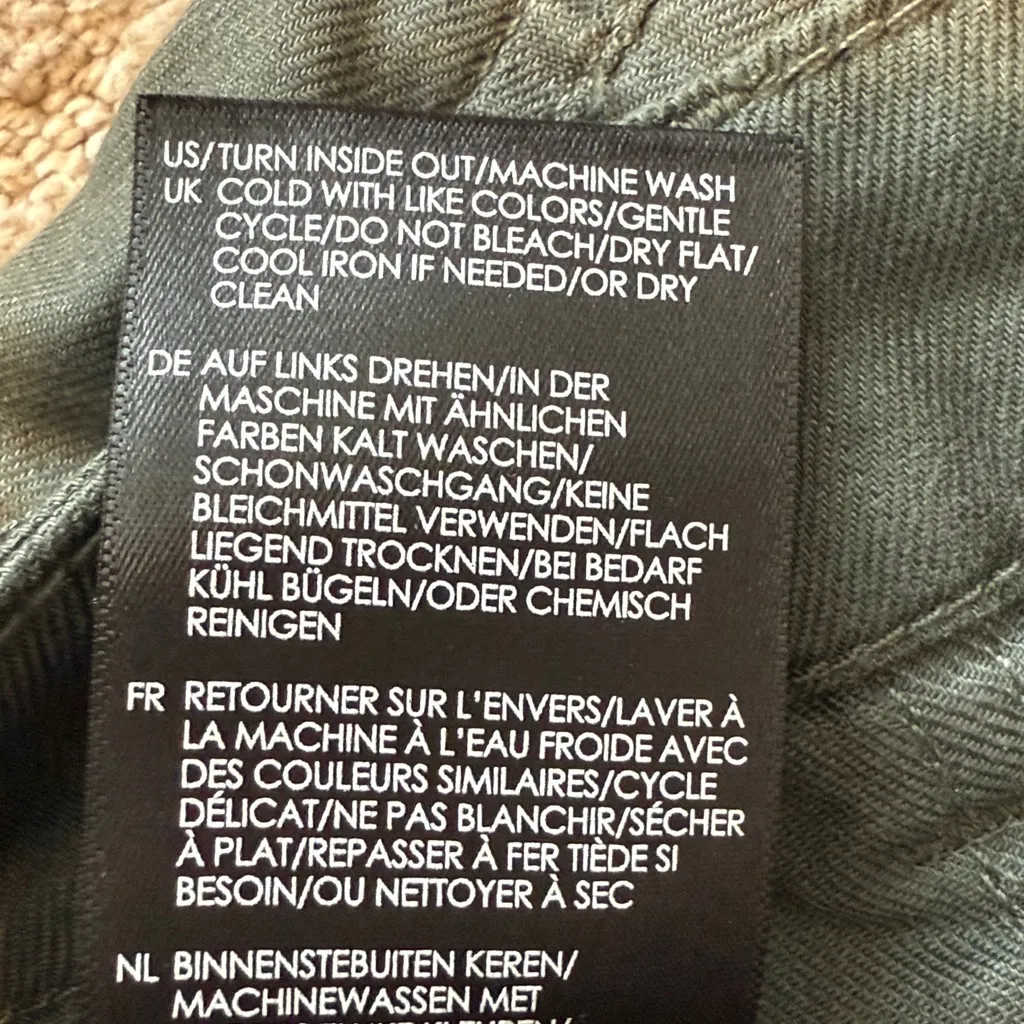 US/TURN INSIDE OUT/MACHINE WASH
UK COLD WITH LIKE COLORS/GENTLE
CYCLE/DO NOT BLEACH/DRY FLAT/
COOL IRON IF NEEDED/OR DRY
CLEAN
DE AUF LINKS DREHEN/IN DER
MASCHINE MIT ÄHNLICHEN
FARBEN KALT WASCHEN/
SCHONWASCHGANG/KEINE
BLEICHMITTEL VERWENDEN/FLACH
LIEGEND TROCKNEN/BEI BEDARF
KÜHL BÜGELN/ODER CHEMISCH
REINIGEN
FR RETOURNER SUR L'ENVERS/LAVER À
LA MACHINE À L'EAU FROIDE AVEC
DES COULEURS SIMILAIRES/CYCLE
DÉLICAT/NE PAS BLANCHIR/SÉCHER
À PLAT/REPASSER À FER TIÈDE SI
BESOIN/OU NETTOYER À SEC
NL BINNENSTEBUITEN KEREN/
MACHINEWASSEN MET